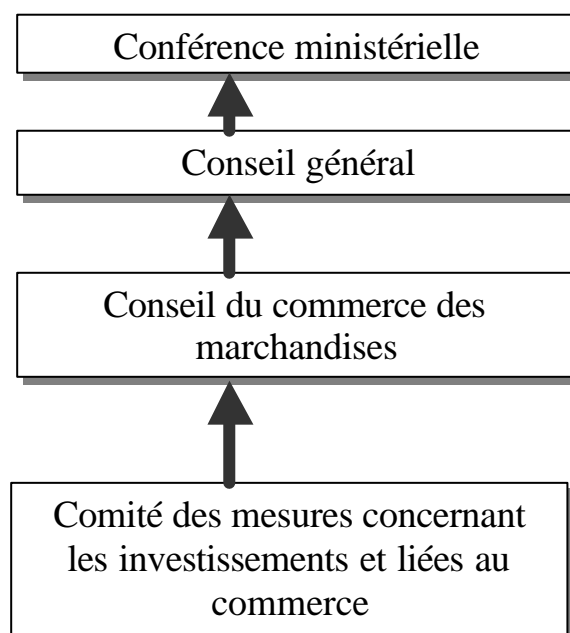 Conférence ministérielle
Conseil général
Conseil du commerce des
marchandises
Comité des mesures concernant
les investissements et liées au
commerce